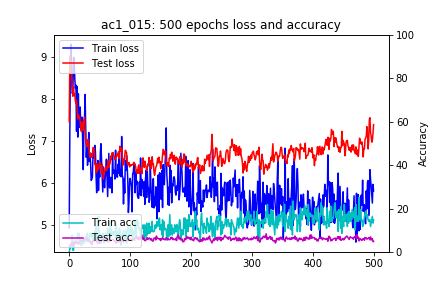 ac1_015: 500 epochs loss and accuracy
Train loss
Test loss
Train acc
Test acc
Loss
9
8
7
6
5
Accuracy
100
80
60
40
20
0
0
100
200
300
400
500